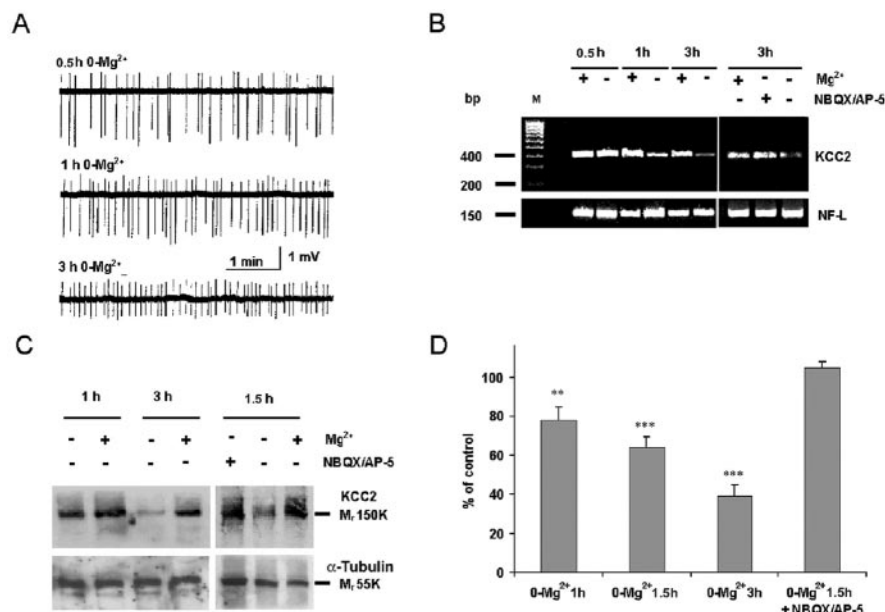 A
0.5h 0-Mg2+
1 h 0-Mg2+
1 min
1 mV
3 h 0-Mg2+
B
0.5 h 1h 3h 3h
+ - + - + - + - - Mg2+
- + - NBQX/AP-5
bp M
400 KCC2
200
150 NF-L
C
1 h 3 h 1.5 h
- + - + - - + Mg2+
- - - - + - - NBQX/AP-5
KCC2
Mr 150K
α-Tubulin
Mr 55K
D
% of control
100
80
60
40
20
0
**
***
***
0-Mg2+ 1h 0-Mg2+ 1.5h 0-Mg2+ 3h 0-Mg2+ 1.5h
+ NBQX/AP-5